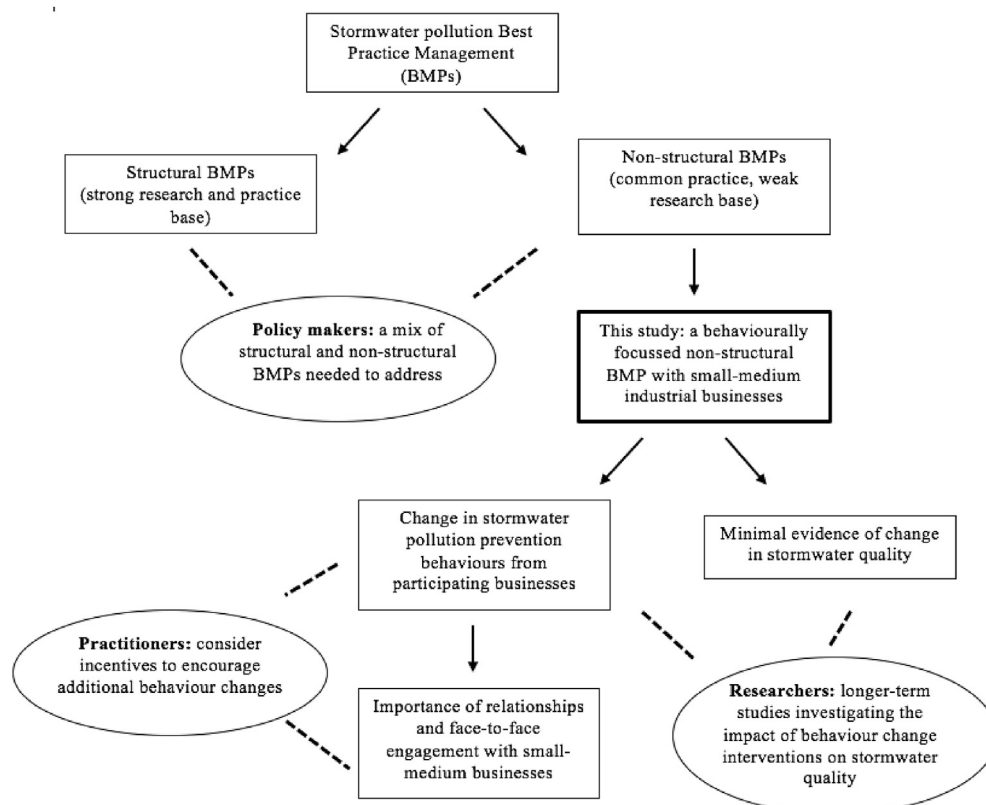 Stormwater pollution Best
Practice Management
(BMPs)
Structural BMPs
(strong research and practice
base)
Non-structural BMPs
(common practice, weak
research base)
Policy makers: a mix of
structural and non-structural
BMPs needed to address
This study: a behaviourally
focussed non-structural
BMP with small-medium
industrial businesses
Change in stormwater
pollution prevention
behaviours from
participating businesses
Minimal evidence of change
in stormwater quality
Practitioners: consider
incentives to encourage
additional behaviour changes
Importance of relationships
and face-to-face
engagement with small-
medium businesses
Researchers: longer-term
studies investigating the
impact of behaviour change
interventions on stormwater
quality